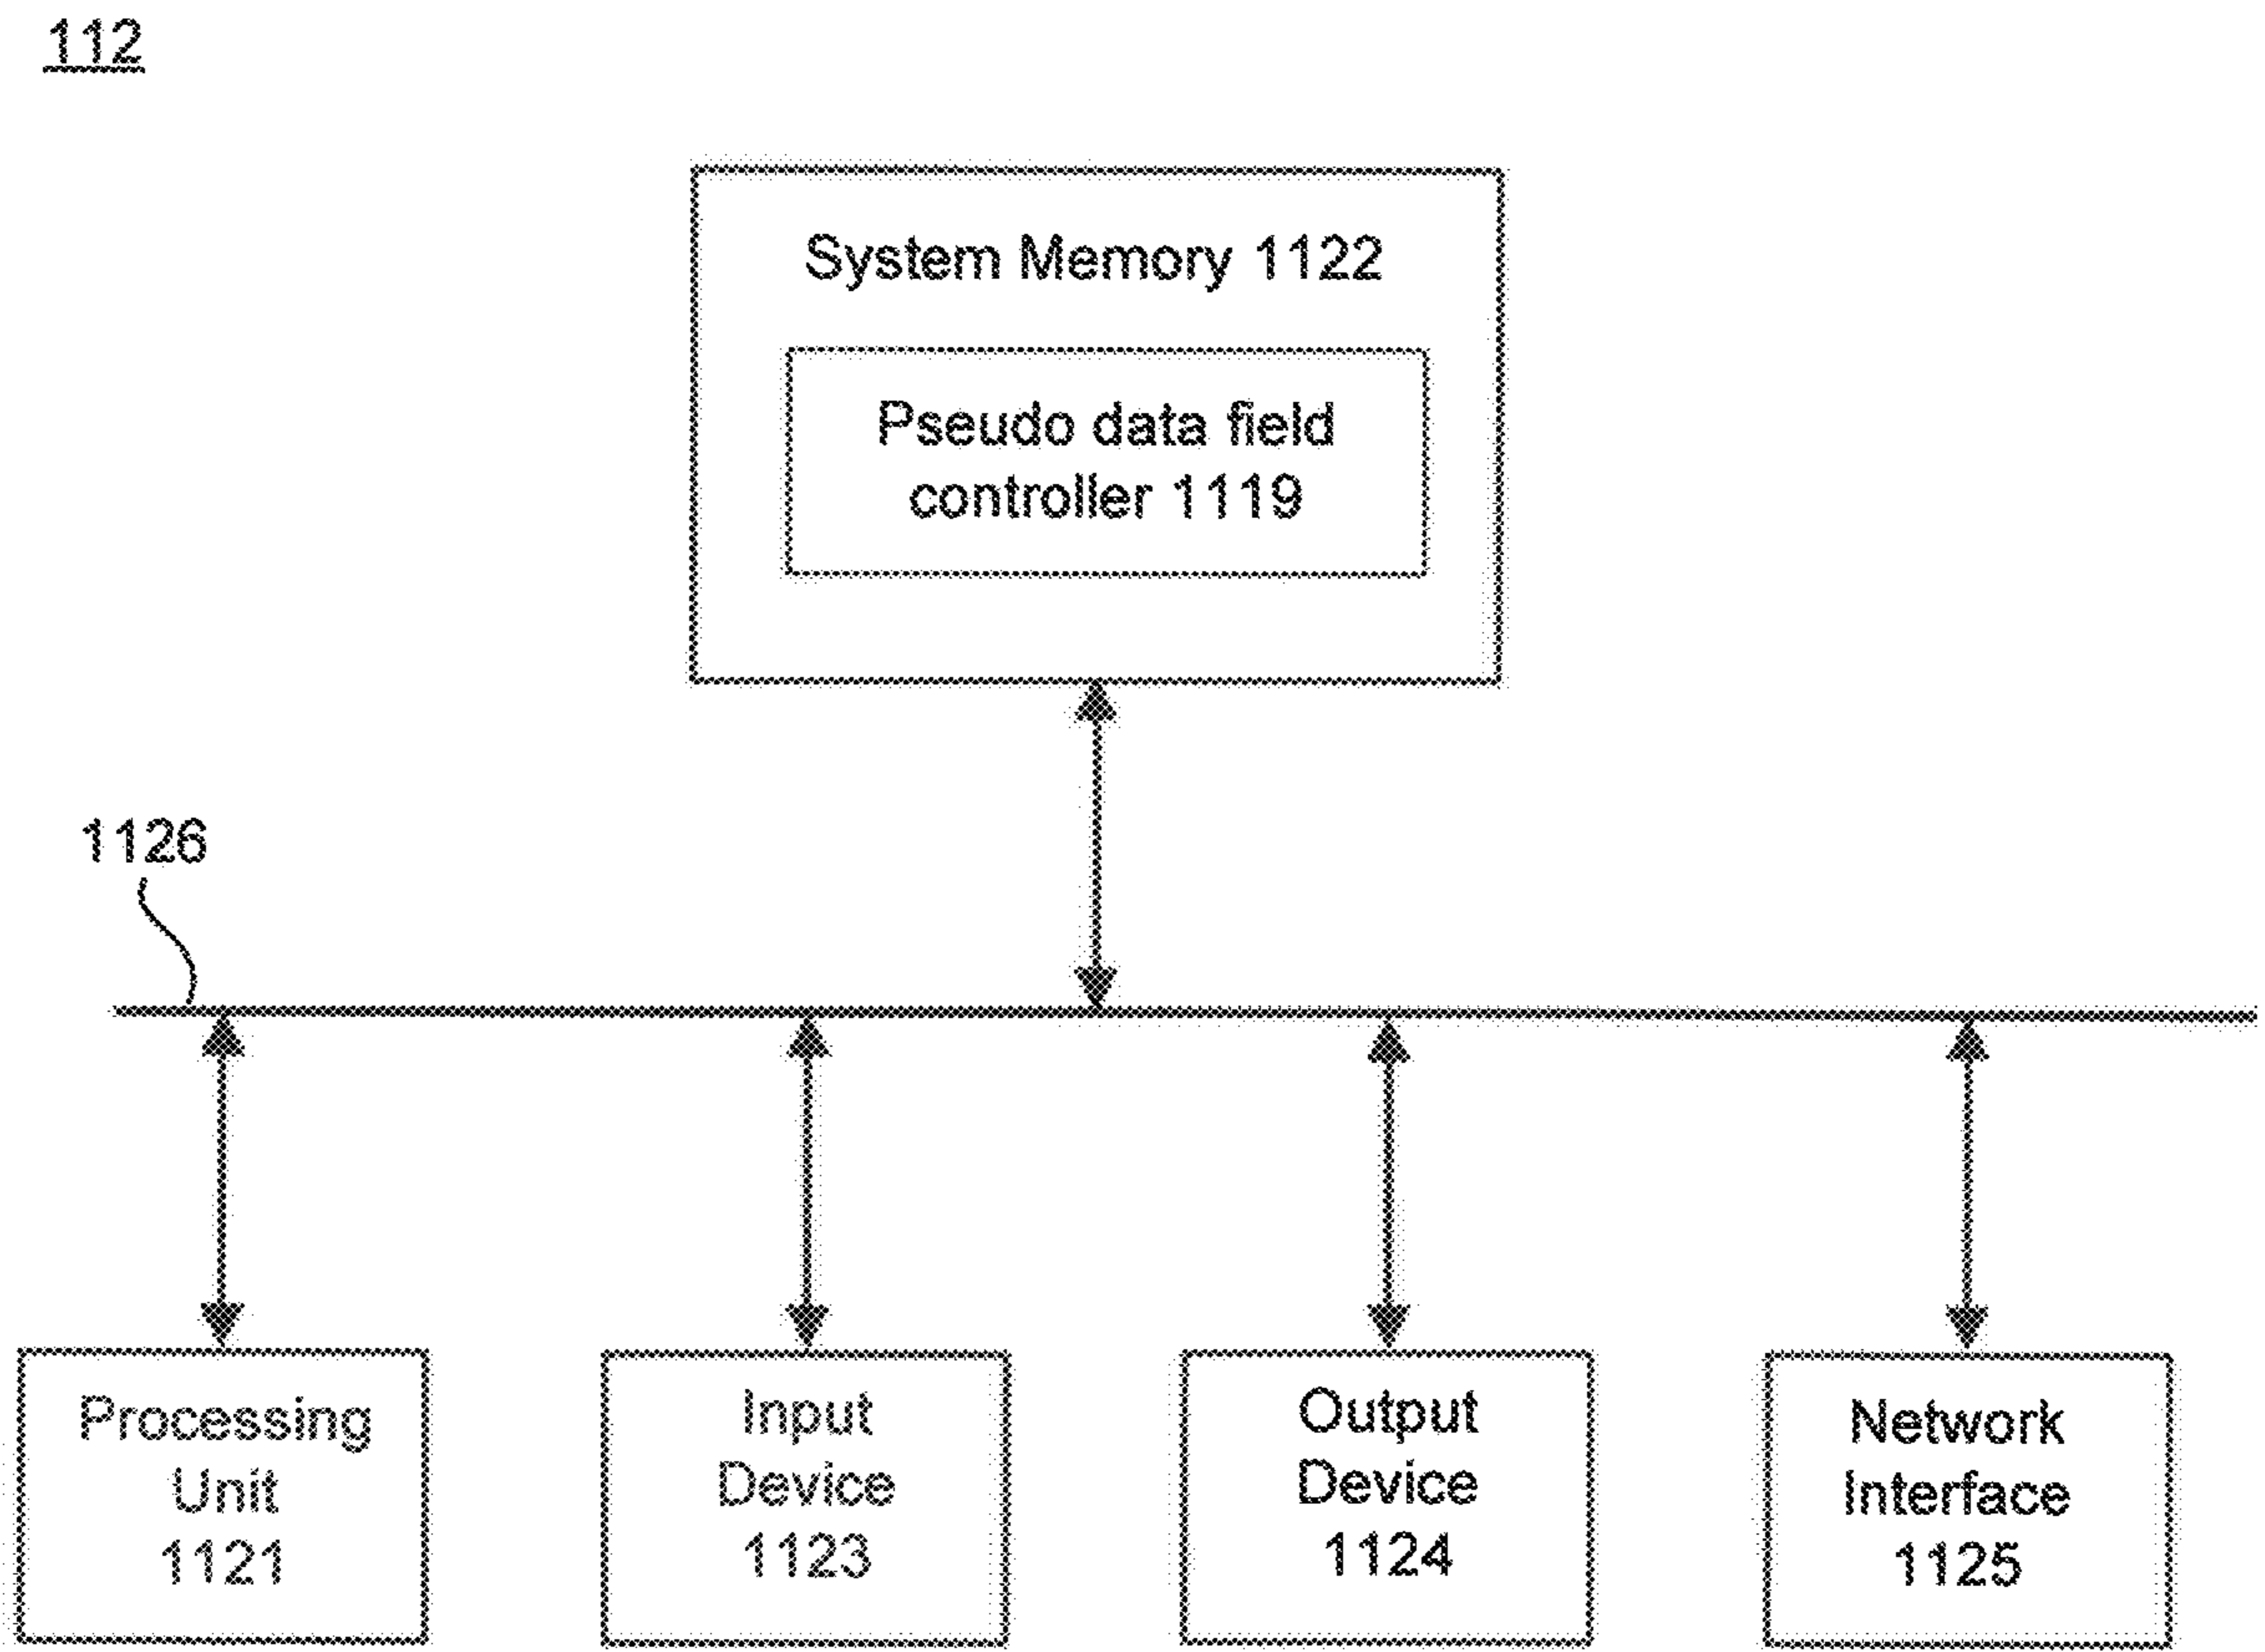 112
System Memory 1122
Pseudo data field
controller 1119
1126
Processing
Unit
1121
Input
Device
1123
Output
Device
1124
Network
Interface
1125